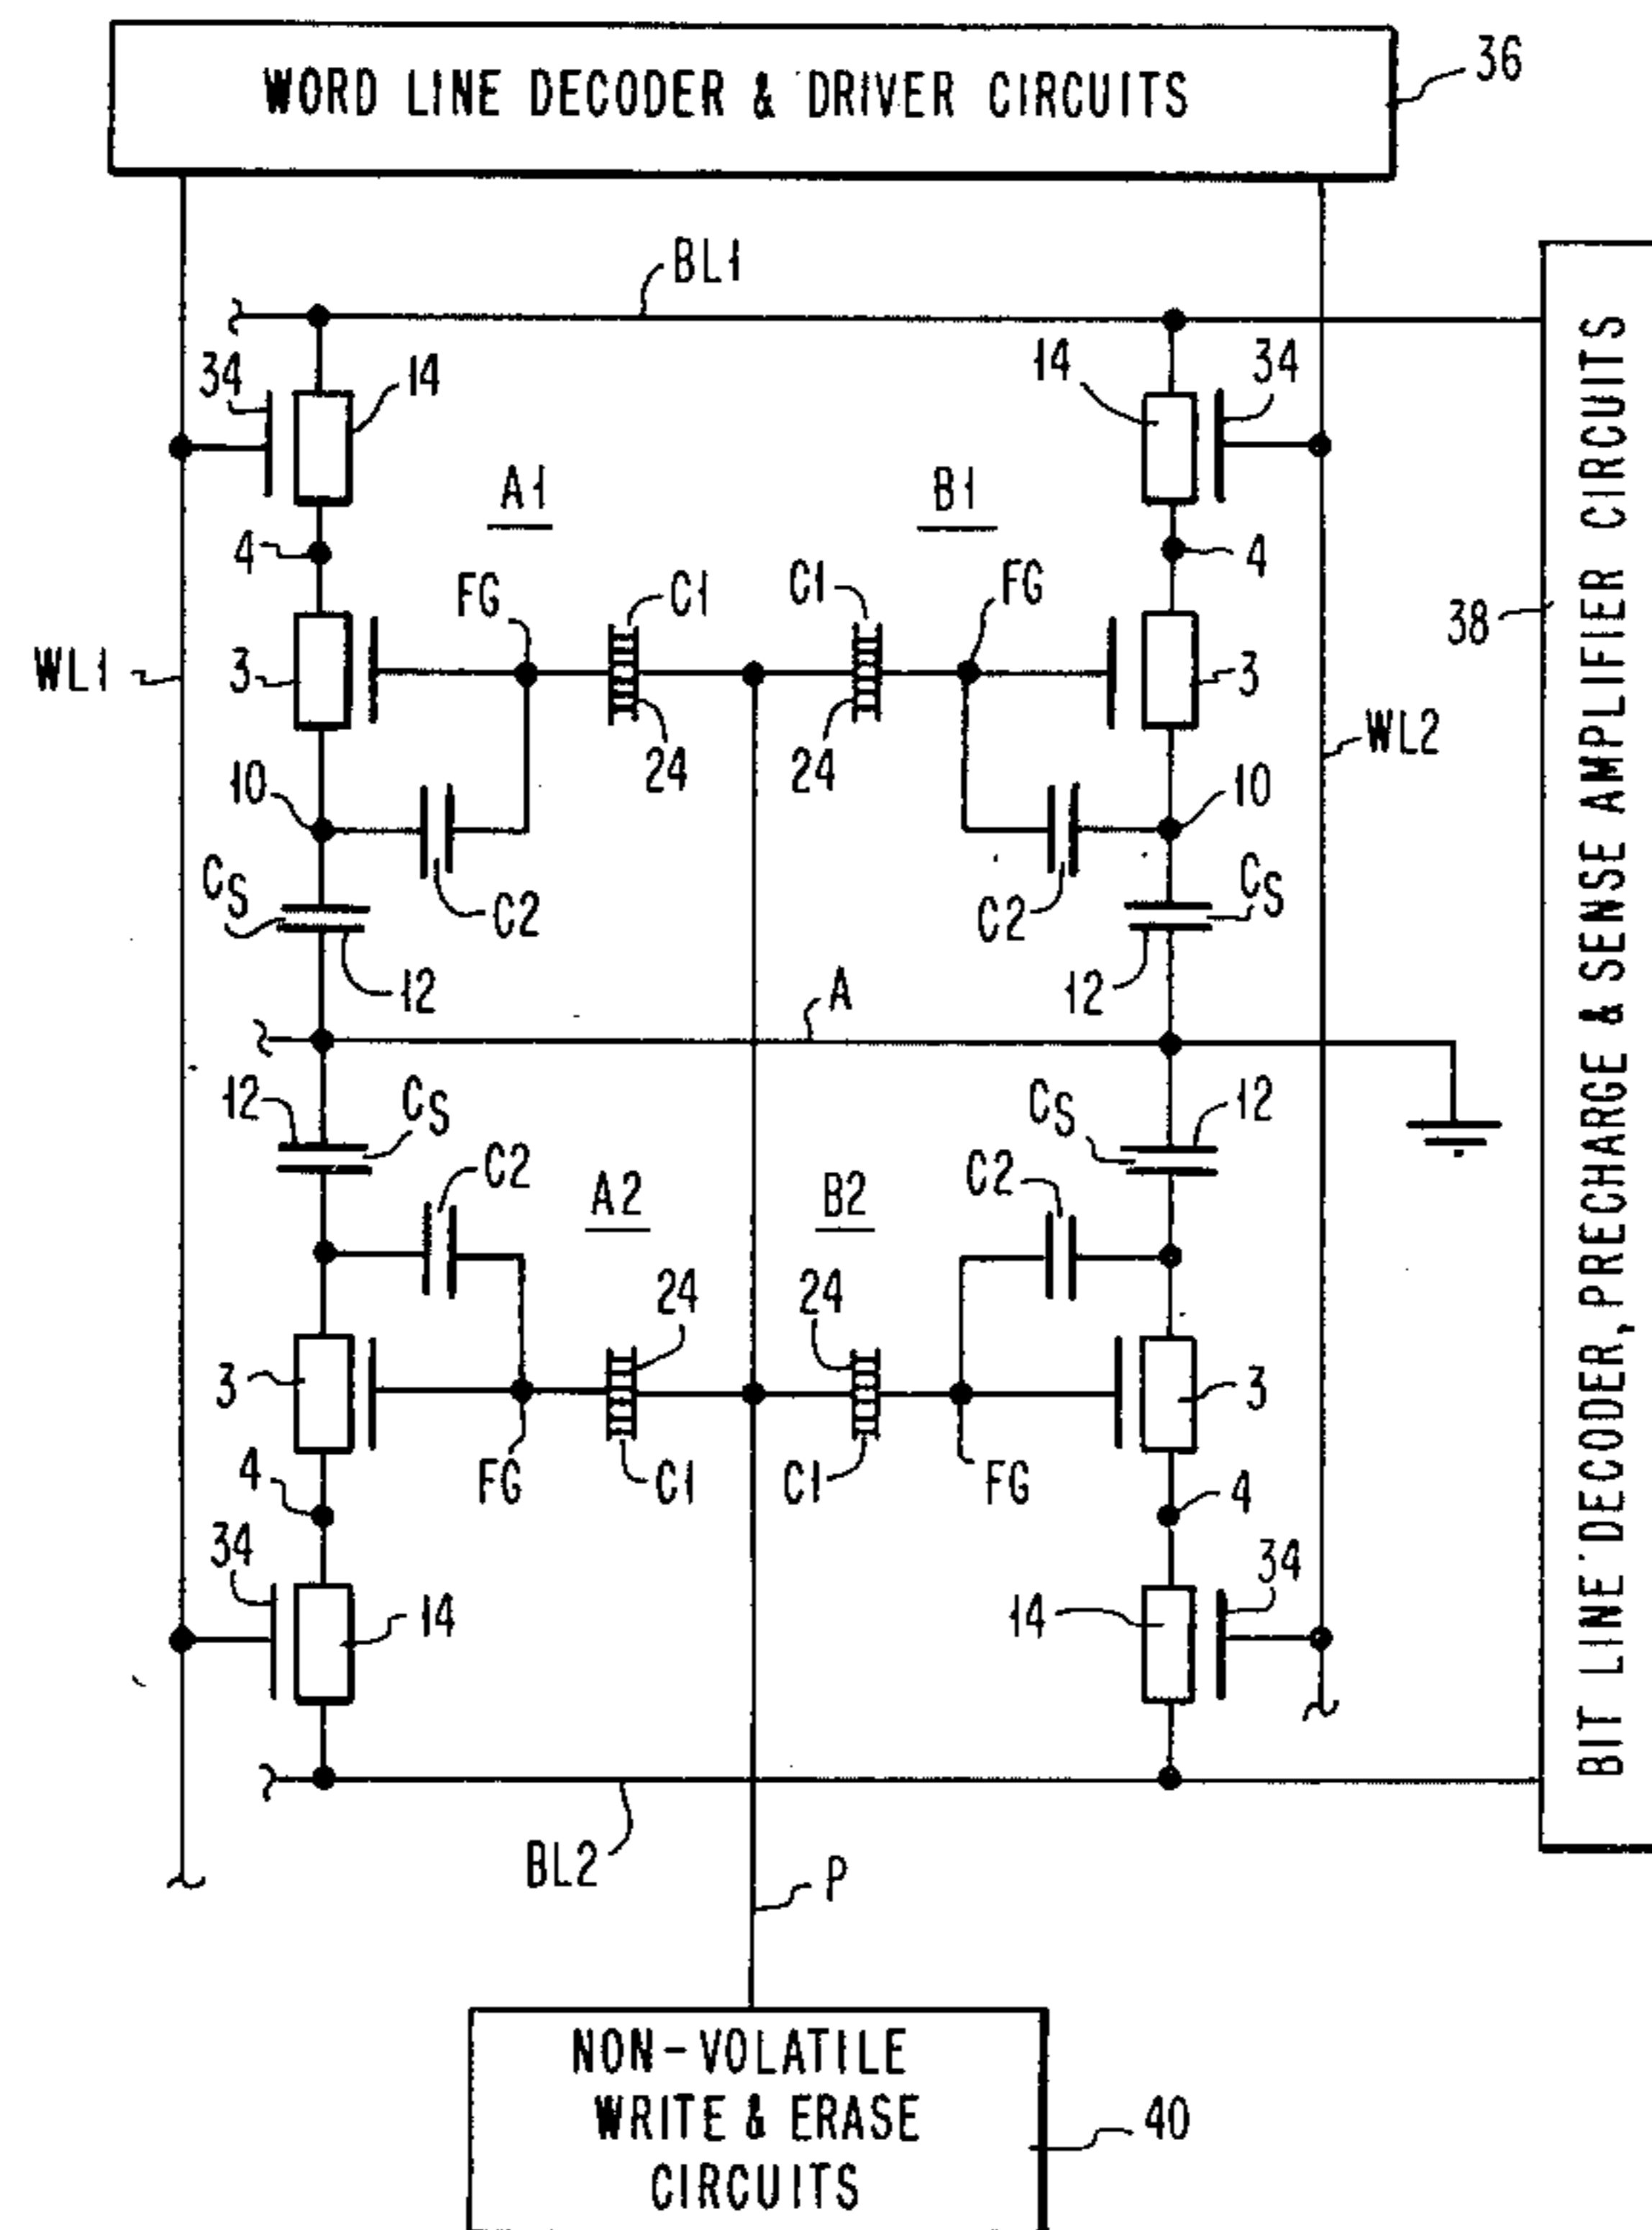 WORD LINE DECODER & DRIVER CIRCUITS
36
BL1
34
14
14
34
A1
B1
4
4
FG
C1
C1
FG
38
WL1
3
3
WL2
24
24
10
10
CS
C2
C2
CS
12
A
12
12
CS
C2
CS
12
A2
B2
C2
24
24
3
3
4
FG
C1
C1
FG
4
34
34
14
14
BL2
P
NON-VOLATILE
WRITE & ERASE
CIRCUITS
40
BIT LINE DECODER, PRECHARGE & SENSE AMPLIFIER CIRCUITS